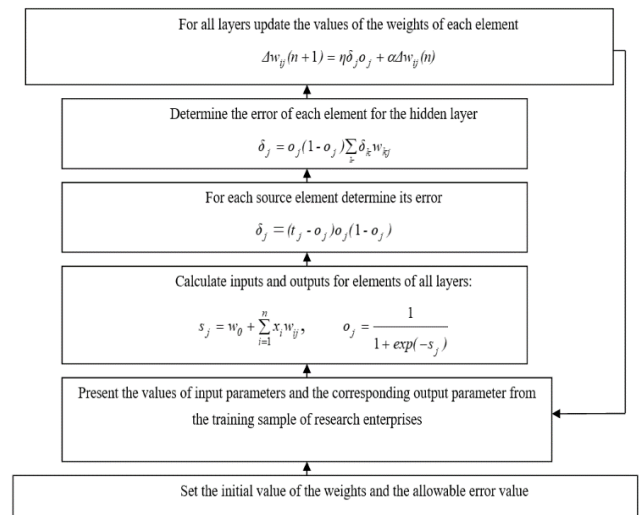 For all layers update the values of the weights of each element
Δw_ij(n+1) = ηδ_j o_j + αΔw_ij(n)
Determine the error of each element for the hidden layer
δ_j = o_j(1 - o_j)∑_k δ_k w_kj
For each source element determine its error
δ_j = (t_j - o_j)o_j(1 - o_j)
Calculate inputs and outputs for elements of all layers:
s_j = w_0 + ∑_{i=1}^{n} x_i w_ij, o_j = 1 / (1 + exp(-s_j))
Present the values of input parameters and the corresponding output parameter from
the training sample of research enterprises
Set the initial value of the weights and the allowable error value